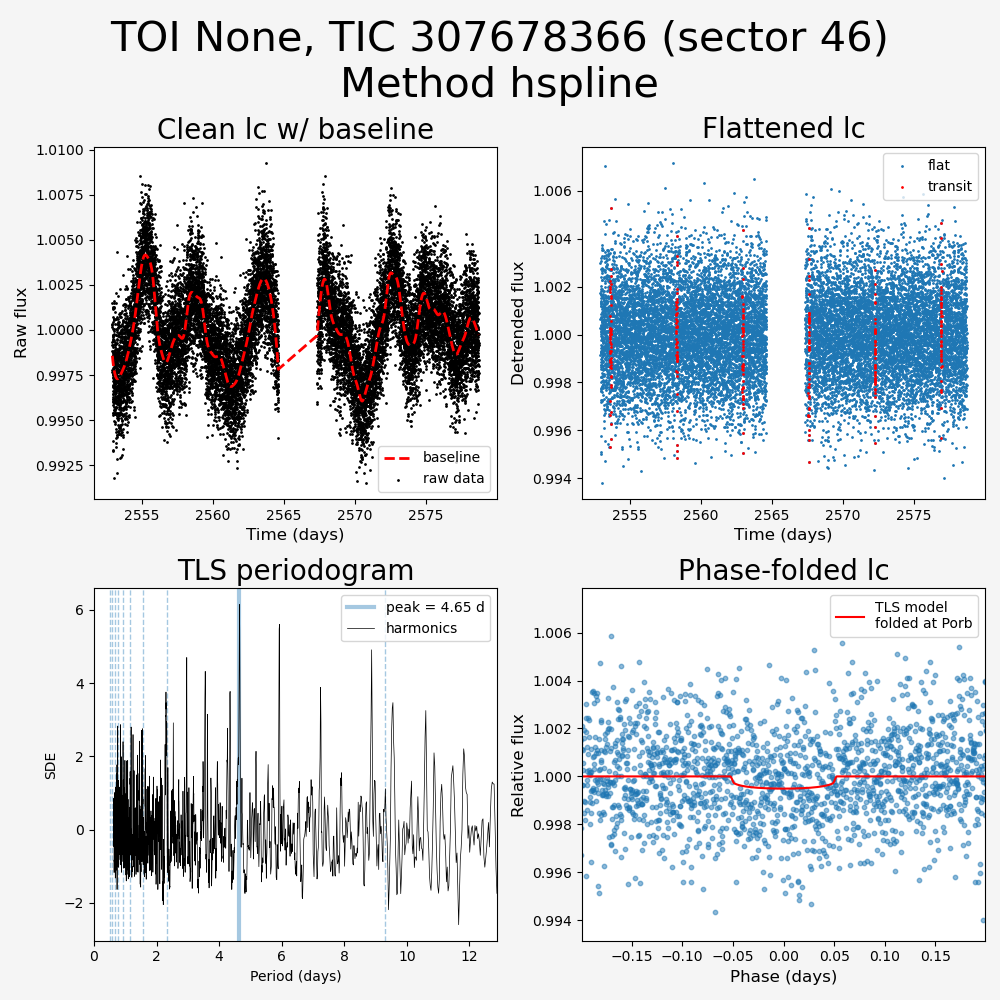 TOI None, TIC 307678366 (sector 46)
Method hspline
Clean lc w/ baseline
Raw flux
1.0100
1.0075
1.0050
1.0025
1.0000
0.9975
0.9950
0.9925
baseline
raw data
2555
2560
2565
2570
2575
Time (days)
Flattened lc
Detrended flux
1.006
1.004
1.002
1.000
0.998
0.996
0.994
flat
transit
2555
2560
2565
2570
2575
Time (days)
TLS periodogram
SDE
6
4
2
0
−2
peak = 4.65 d
harmonics
0
2
4
6
8
10
12
Period (days)
Phase-folded lc
Relative flux
1.006
1.004
1.002
1.000
0.998
0.996
0.994
TLS model
folded at Porb
−0.15
−0.10
−0.05
0.00
0.05
0.10
0.15
Phase (days)